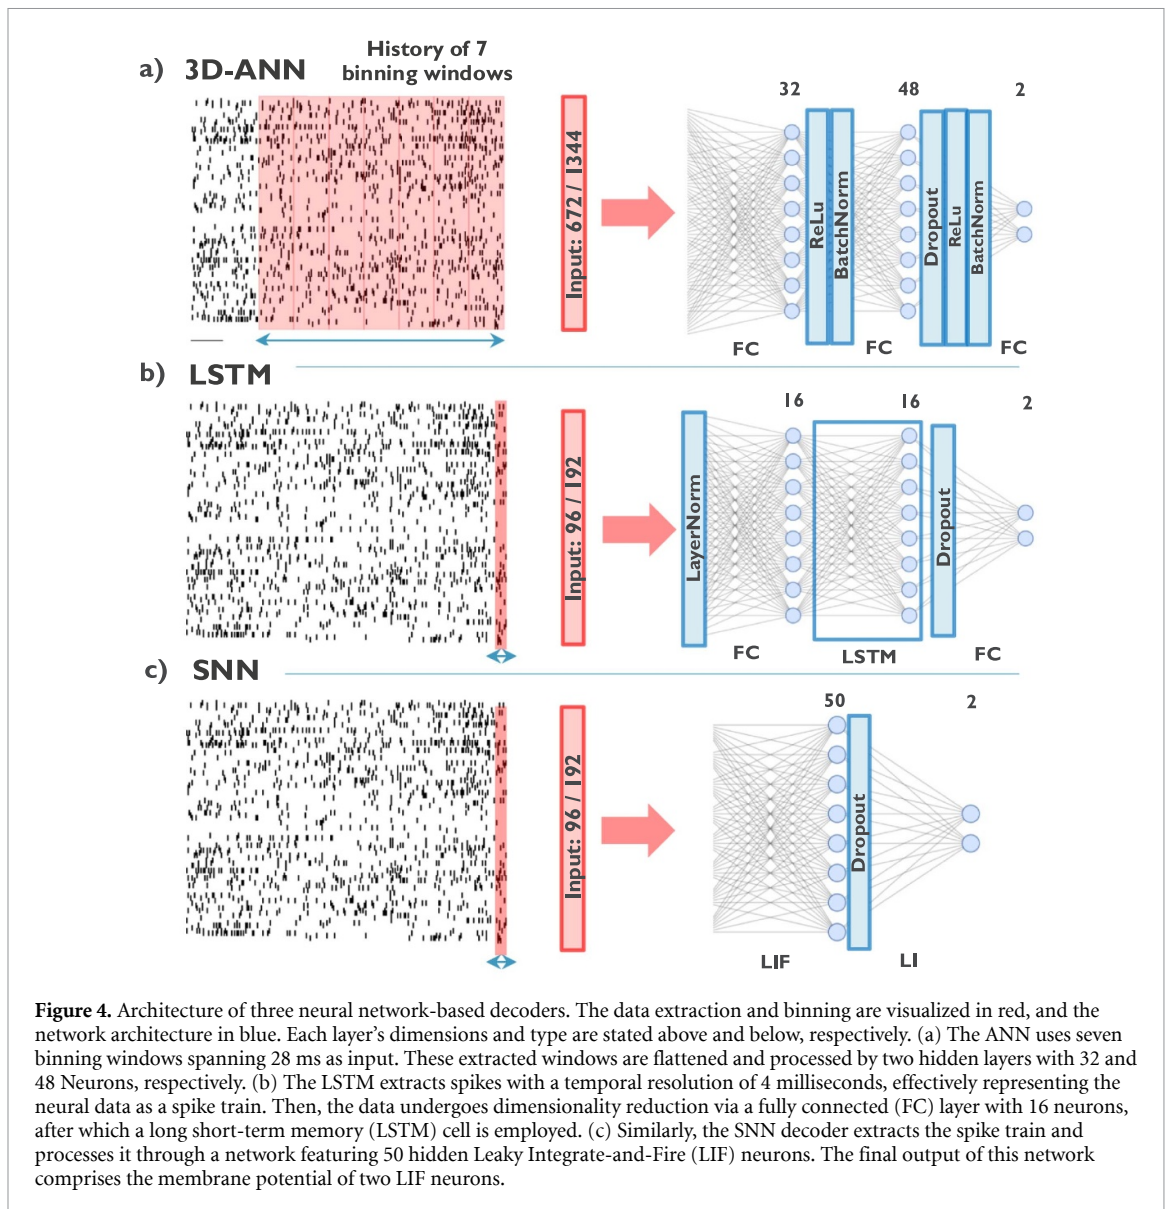 a) 3D-ANN
History of 7
binning windows
Input: 672 / 1344
32
48
2
ReLu
BatchNorm
Dropout
ReLu
BatchNorm
FC
FC
FC
b) LSTM
Input: 96 / 192
16
16
2
LayerNorm
Dropout
FC
LSTM
FC
c) SNN
Input: 96 / 192
50
2
Dropout
LIF
LI
Figure 4. Architecture of three neural network-based decoders. The data extraction and binning are visualized in red, and the
network architecture in blue. Each layer's dimensions and type are stated above and below, respectively. (a) The ANN uses seven
binning windows spanning 28 ms as input. These extracted windows are flattened and processed by two hidden layers with 32 and
48 Neurons, respectively. (b) The LSTM extracts spikes with a temporal resolution of 4 milliseconds, effectively representing the
neural data as a spike train. Then, the data undergoes dimensionality reduction via a fully connected (FC) layer with 16 neurons,
after which a long short-term memory (LSTM) cell is employed. (c) Similarly, the SNN decoder extracts the spike train and
processes it through a network featuring 50 hidden Leaky Integrate-and-Fire (LIF) neurons. The final output of this network
comprises the membrane potential of two LIF neurons.